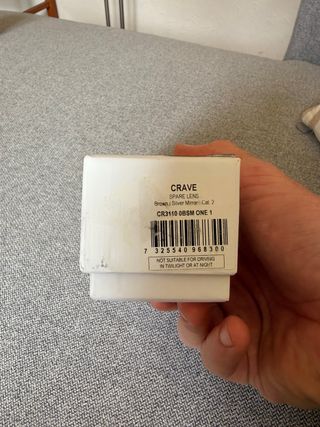 CRAVE
SPARE LENS
Brown / Silver Mirror - Cat. 2
CR3110 0BSM ONE 1
7 325540 968300
NOT SUITABLE FOR DRIVING
IN TWILIGHT OR AT NIGHT